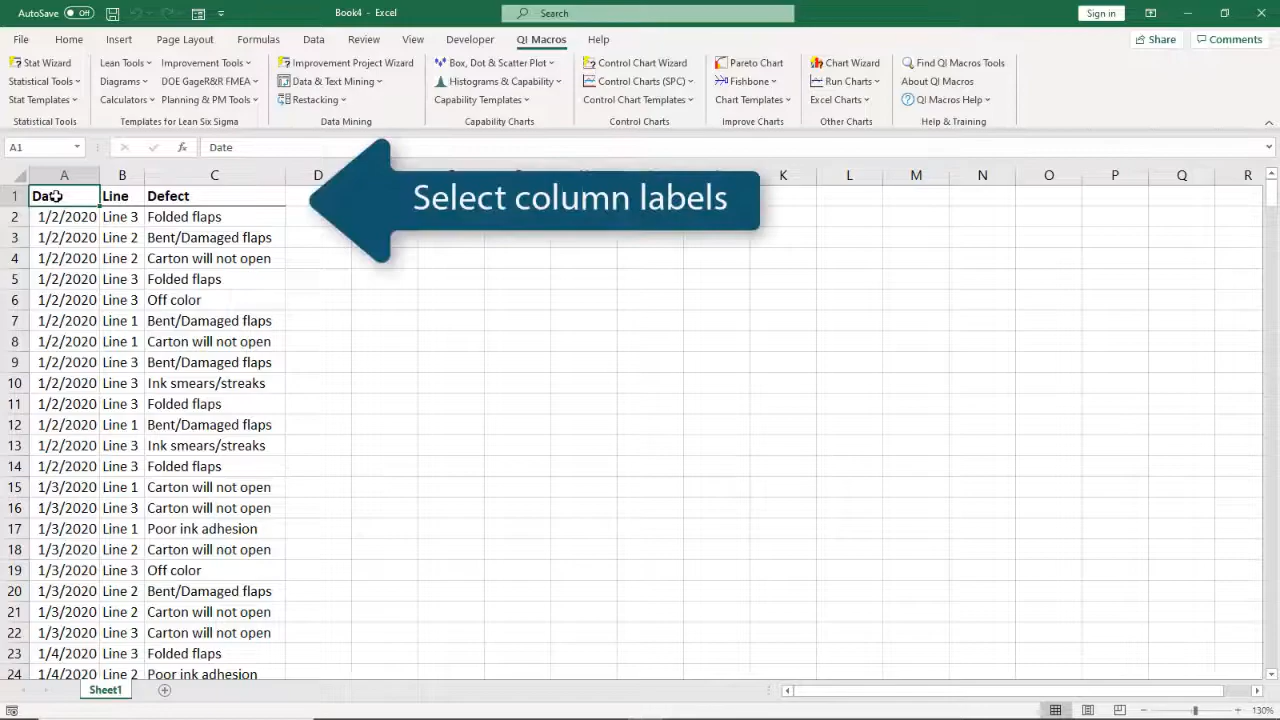 AutoSave Off Book4 - Excel Search Sign in
File Home Insert Page Layout Formulas Data Review View Developer QI Macros Help Share Comments
Stat Wizard Lean Tools Improvement Tools Improvement Project Wizard Box, Dot & Scatter Plot Control Chart Wizard Pareto Chart Chart Wizard Find QI Macros Tools
Statistical Tools Diagrams DOE GageR&R FMEA Data & Text Mining Histograms & Capability Control Charts (SPC) Fishbone Run Charts About QI Macros
Stat Templates Calculators Planning & PM Tools Restacking Capability Templates Control Chart Templates Chart Templates Excel Charts QI Macros Help
Statistical Tools Templates for Lean Six Sigma Data Mining Capability Charts Control Charts Improve Charts Other Charts Help & Training
A1 fx Date
A B C D K L M N O P Q R
1 Date Line Defect
Select column labels
2 1/2/2020 Line 3 Folded flaps
3 1/2/2020 Line 2 Bent/Damaged flaps
4 1/2/2020 Line 2 Carton will not open
5 1/2/2020 Line 3 Folded flaps
6 1/2/2020 Line 3 Off color
7 1/2/2020 Line 1 Bent/Damaged flaps
8 1/2/2020 Line 1 Carton will not open
9 1/2/2020 Line 3 Bent/Damaged flaps
10 1/2/2020 Line 3 Ink smears/streaks
11 1/2/2020 Line 3 Folded flaps
12 1/2/2020 Line 1 Bent/Damaged flaps
13 1/2/2020 Line 3 Ink smears/streaks
14 1/2/2020 Line 3 Folded flaps
15 1/3/2020 Line 1 Carton will not open
16 1/3/2020 Line 3 Carton will not open
17 1/3/2020 Line 1 Poor ink adhesion
18 1/3/2020 Line 2 Carton will not open
19 1/3/2020 Line 3 Off color
20 1/3/2020 Line 2 Bent/Damaged flaps
21 1/3/2020 Line 2 Carton will not open
22 1/3/2020 Line 3 Carton will not open
23 1/4/2020 Line 3 Folded flaps
24 1/4/2020 Line 2 Poor ink adhesion
Sheet1
130%